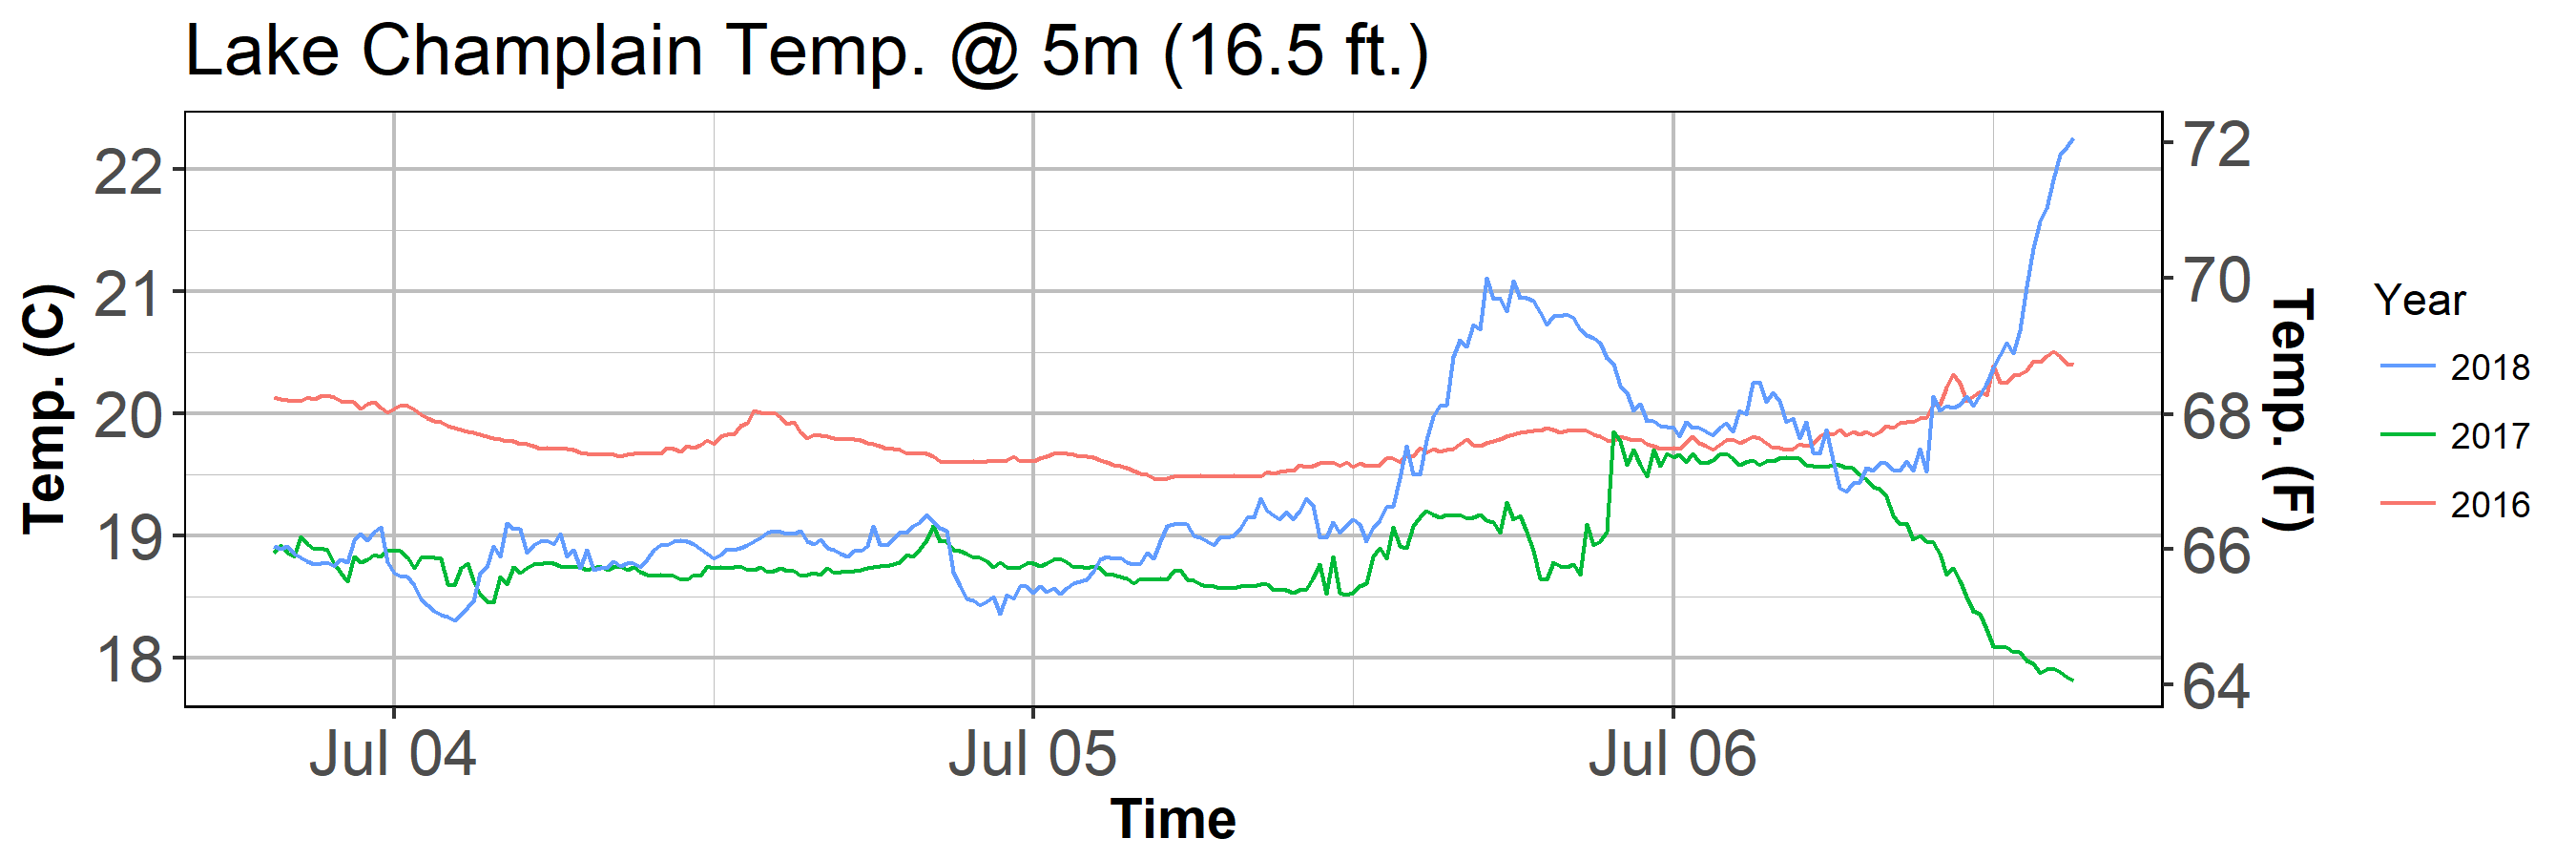 Lake Champlain Temp. @ 5m (16.5 ft.)
Temp. (C)
22
21
20
19
18
72
70
68
66
64
Temp. (F)
Jul 04
Jul 05
Jul 06
Time
Year
2018
2017
2016